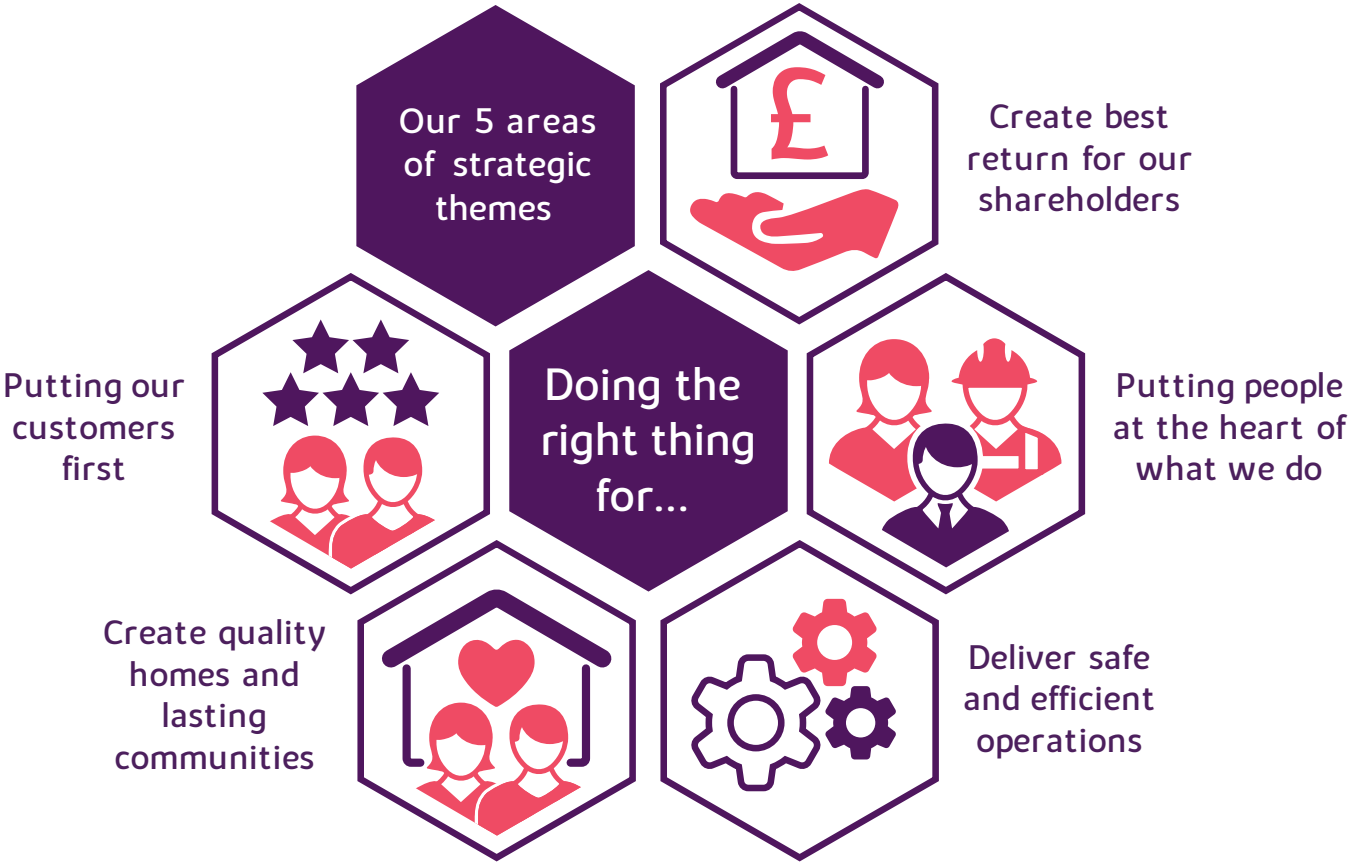 Our 5 areas
of strategic
themes
£
Create best
return for our
shareholders
Putting our
customers
first
Doing the
right thing
for...
Putting people
at the heart of
what we do
Create quality
homes and
lasting
communities
Deliver safe
and efficient
operations